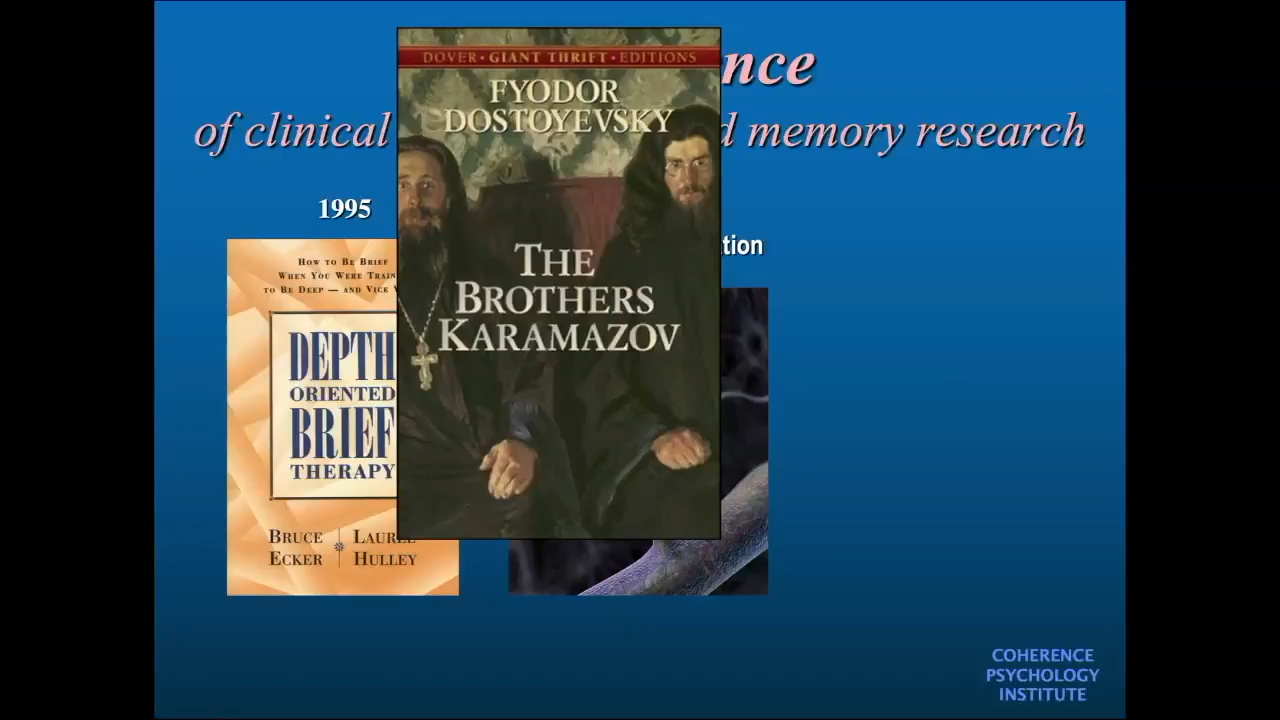 nce
of clinical d memory research
1995
tion
HOW TO BE BRIEF
WHEN YOU WERE TRAIN
TO BE DEEP — AND VICE
DEPTH
ORIENTED
BRIEF
THERAPY
BRUCE LAUREL
ECKER HULLEY
DOVER · GIANT THRIFT · EDITIONS
FYODOR
DOSTOYEVSKY
THE
BROTHERS
KARAMAZOV
COHERENCE
PSYCHOLOGY
INSTITUTE